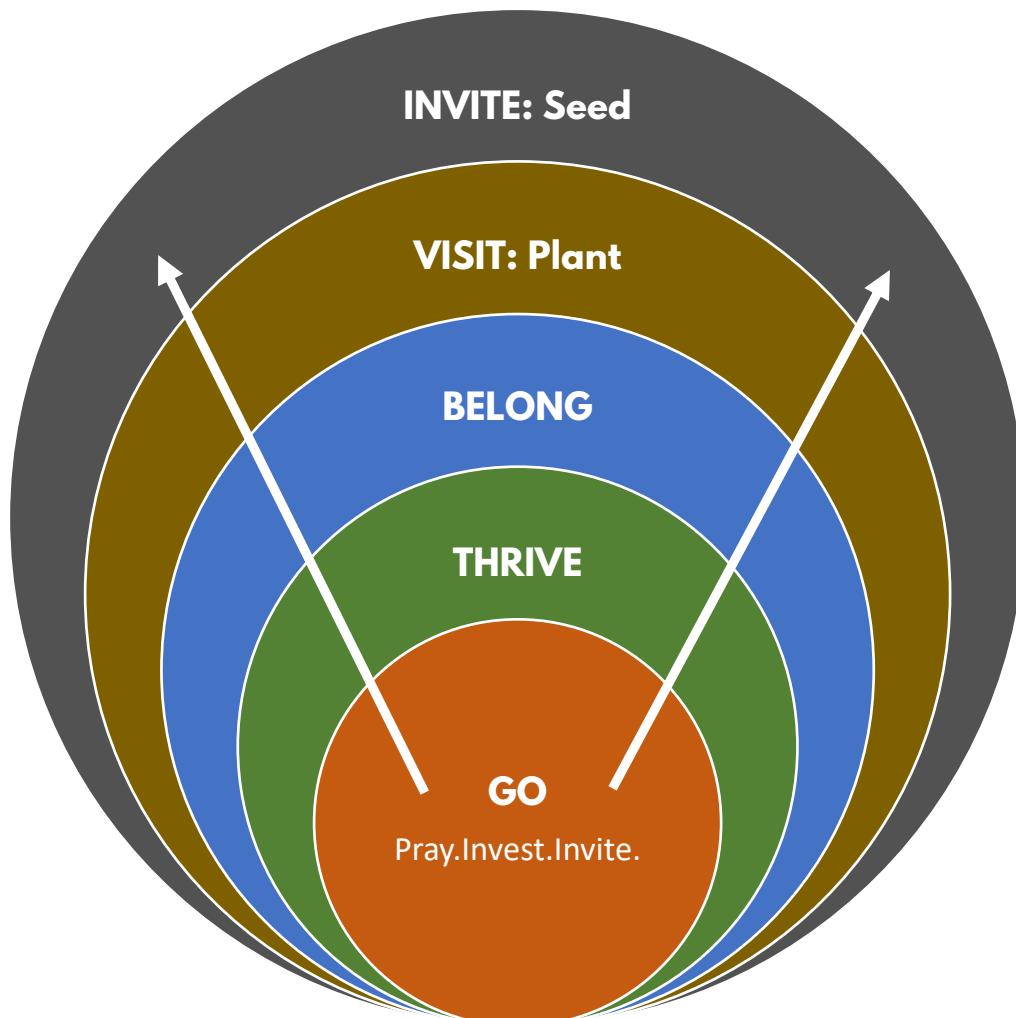 INVITE: Seed
VISIT: Plant
BELONG
THRIVE
GO
Pray.Invest.Invite.